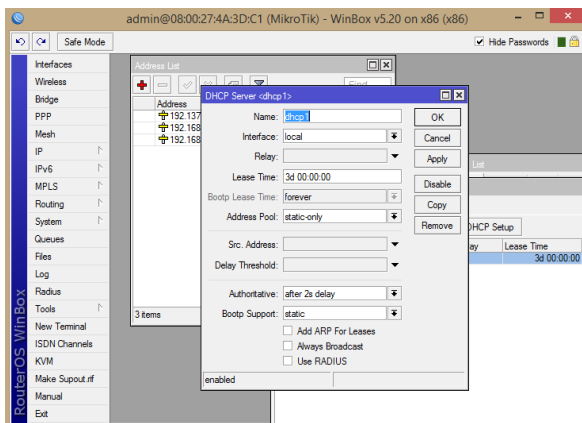 admin@08:00:27:4A:3D:C1 (MikroTik) - WinBox v5.20 on x86 (x86)
Safe Mode
Hide Passwords
RouterOS WinBox
Interfaces
Wireless
Bridge
PPP
Mesh
IP
IPv6
MPLS
Routing
System
Queues
Files
Log
Radius
Tools
New Terminal
ISDN Channels
KVM
Make Supout.rif
Manual
Exit
Address List
Find
Address
192.137
192.168
192.168
3 items
DHCP Server <dhcp1>
Name: dhcp1
Interface: local
Relay:
Lease Time: 3d 00:00:00
Bootp Lease Time: forever
Address Pool: static-only
Src. Address:
Delay Threshold:
Authoritative: after 2s delay
Bootp Support: static
Add ARP For Leases
Always Broadcast
Use RADIUS
enabled
OK
Cancel
Apply
Disable
Copy
Remove
List
DHCP Setup
ay
Lease Time
3d 00:00:00